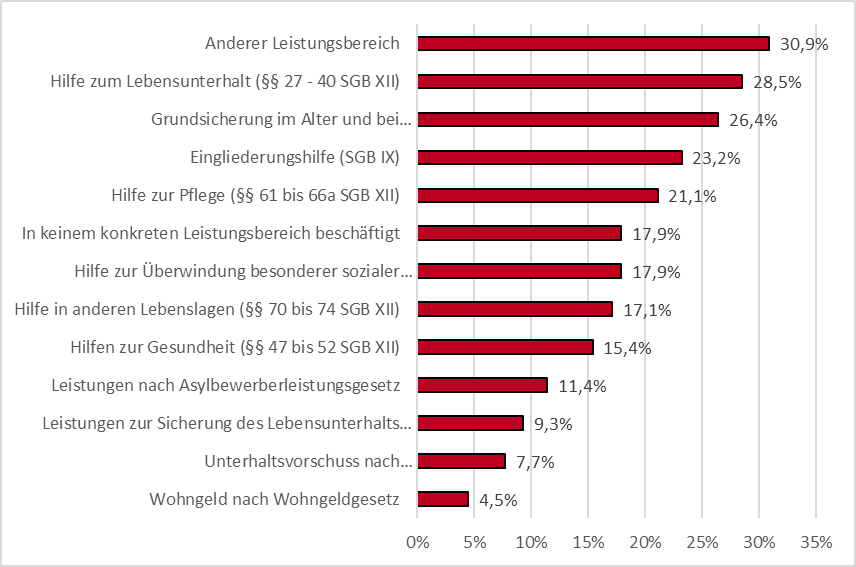 Anderer Leistungsbereich 30,9%
Hilfe zum Lebensunterhalt (§§ 27 - 40 SGB XII) 28,5%
Grundsicherung im Alter und bei... 26,4%
Eingliederungshilfe (SGB IX) 23,2%
Hilfe zur Pflege (§§ 61 bis 66a SGB XII) 21,1%
In keinem konkreten Leistungsbereich beschäftigt 17,9%
Hilfe zur Überwindung besonderer sozialer... 17,9%
Hilfe in anderen Lebenslagen (§§ 70 bis 74 SGB XII) 17,1%
Hilfen zur Gesundheit (§§ 47 bis 52 SGB XII) 15,4%
Leistungen nach Asylbewerberleistungsgesetz 11,4%
Leistungen zur Sicherung des Lebensunterhalts... 9,3%
Unterhaltsvorschuss nach... 7,7%
Wohngeld nach Wohngeldgesetz 4,5%
0% 5% 10% 15% 20% 25% 30% 35%